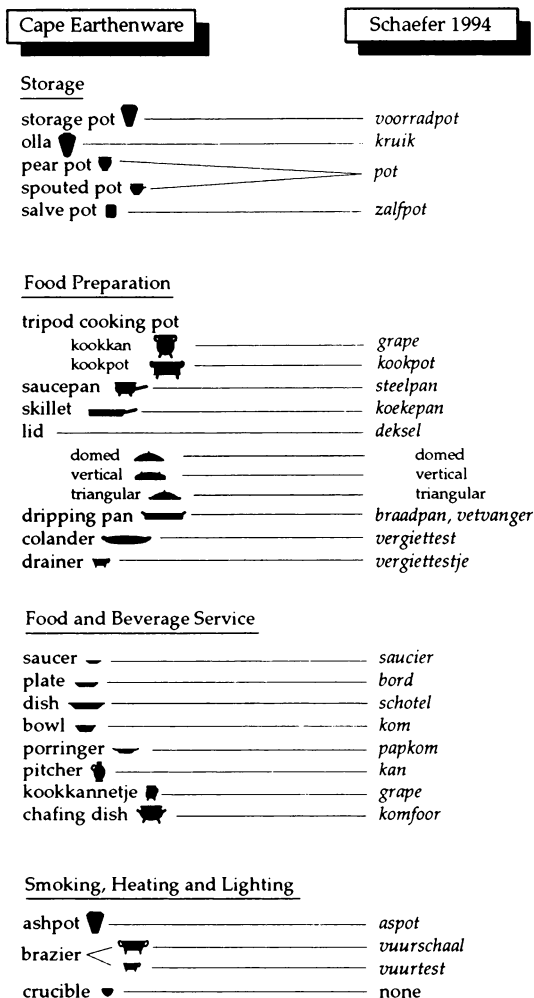 Cape Earthenware Schaefer 1994
Storage
storage pot voorradpot
olla kruik
pear pot
pot
spouted pot
salve pot zalfpot
Food Preparation
tripod cooking pot
kookkan grape
kookpot kookpot
saucepan steelpan
skillet koekepan
lid deksel
domed domed
vertical vertical
triangular triangular
dripping pan braadpan, vetvanger
colander vergiettest
drainer vergiettestje
Food and Beverage Service
saucer saucier
plate bord
dish schotel
bowl kom
porringer papkom
pitcher kan
kookkannetje grape
chafing dish komfoor
Smoking, Heating and Lighting
ashpot aspot
vuurschaal
brazier
vuurtest
crucible none